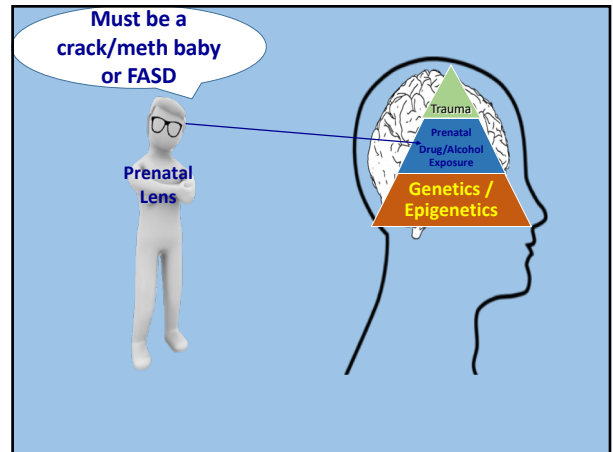 Must be a
crack/meth baby
or FASD
Prenatal
Lens
Trauma
Prenatal
Drug/Alcohol
Exposure
Genetics /
Epigenetics